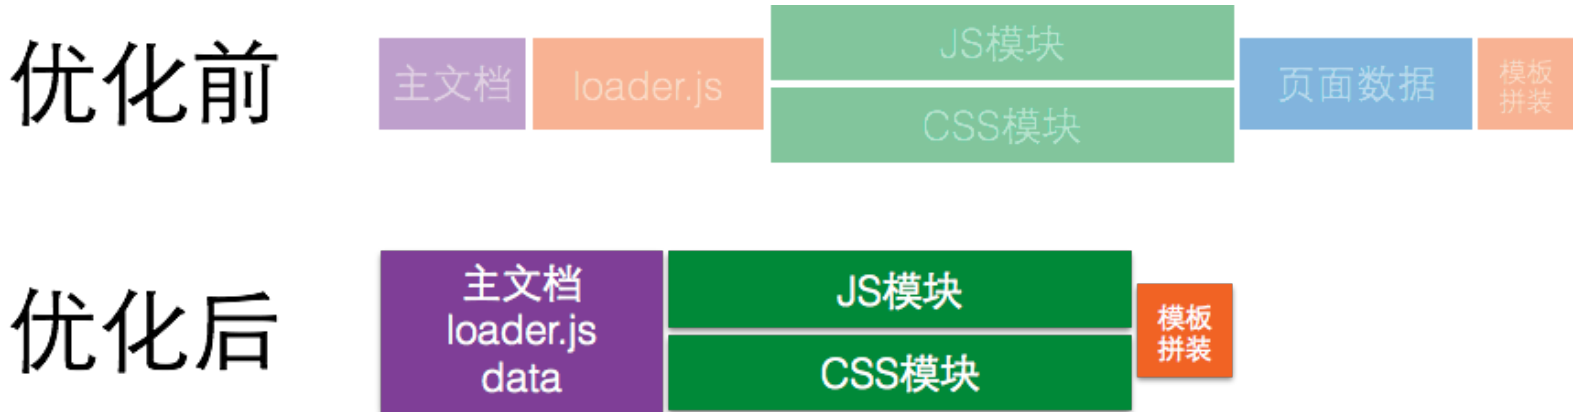 优化前
主文档
loader.js
JS模块
CSS模块
页面数据
模板
拼装
优化后
主文档
loader.js
data
JS模块
CSS模块
模板
拼装